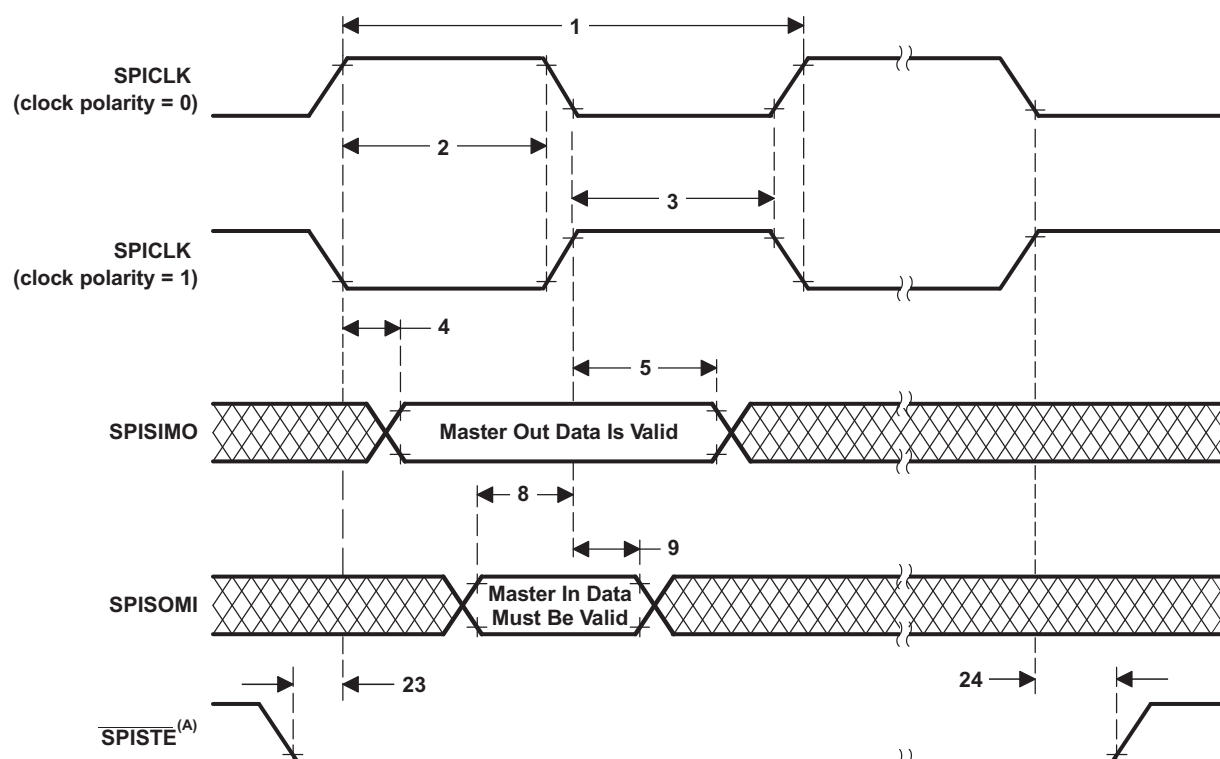 1
SPICLK
(clock polarity = 0)
2
3
SPICLK
(clock polarity = 1)
4
5
SPISIMO
Master Out Data Is Valid
8
9
SPISOMI
Master In Data
Must Be Valid
23
24
SPISTE(A)